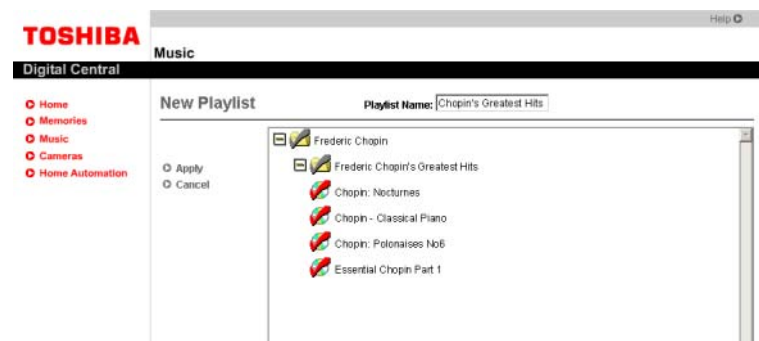 Help
TOSHIBA
Music
Digital Central
Home
Memories
Music
Cameras
Home Automation
New Playlist
Playlist Name: Chopin's Greatest Hits
Apply
Cancel
Frederic Chopin
Frederic Chopin's Greatest Hits
Chopin: Nocturnes
Chopin - Classical Piano
Chopin: Polonaises No6
Essential Chopin Part 1